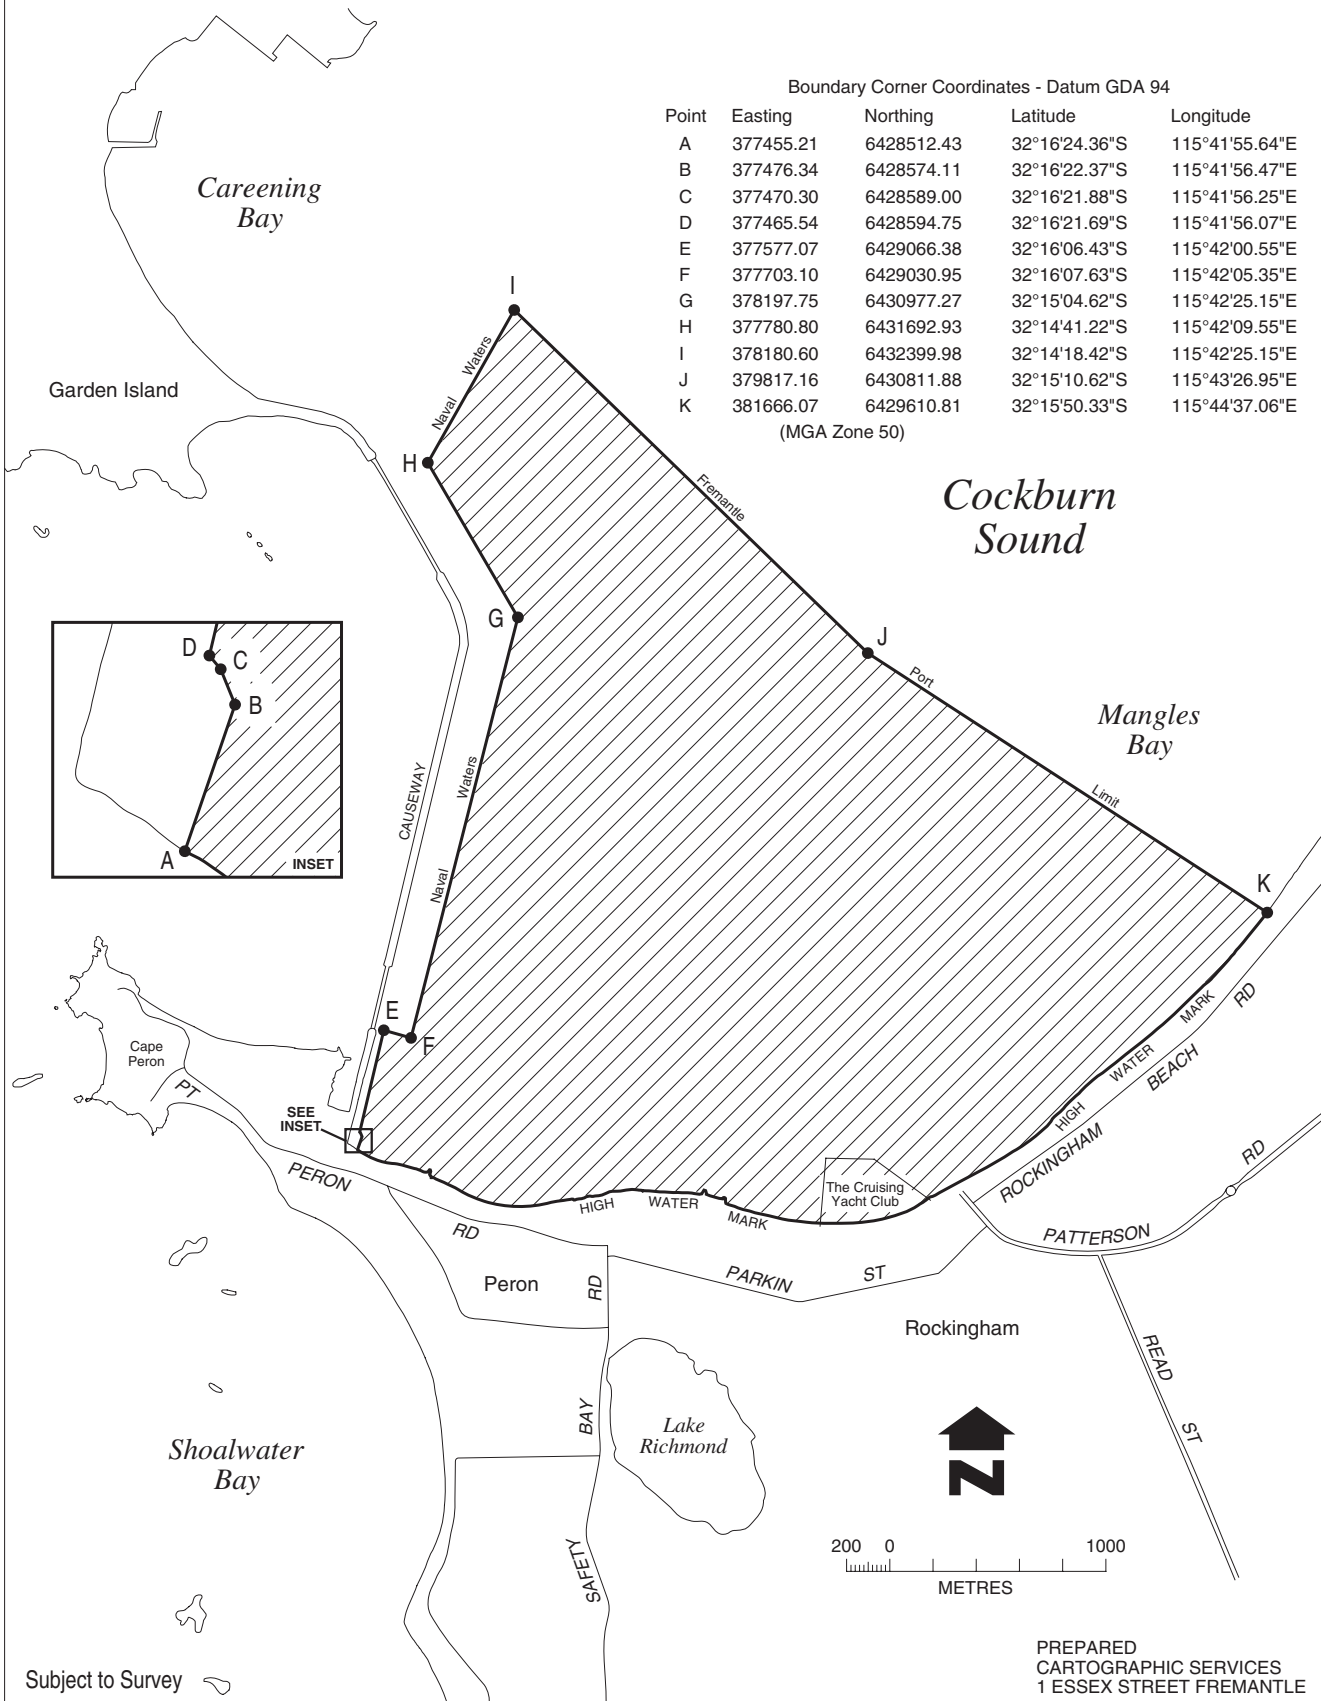 Boundary Corner Coordinates - Datum GDA 94
Point Easting Northing Latitude Longitude
A 377455.21 6428512.43 32°16'24.36"S 115°41'55.64"E
B 377476.34 6428574.11 32°16'22.37"S 115°41'56.47"E
C 377470.30 6428589.00 32°16'21.88"S 115°41'56.25"E
D 377465.54 6428594.75 32°16'21.69"S 115°41'56.07"E
E 377577.07 6429066.38 32°16'06.43"S 115°42'00.55"E
F 377703.10 6429030.95 32°16'07.63"S 115°42'05.35"E
G 378197.75 6430977.27 32°15'04.62"S 115°42'25.15"E
H 377780.80 6431692.93 32°14'41.22"S 115°42'09.55"E
I 378180.60 6432399.98 32°14'18.42"S 115°42'25.15"E
J 379817.16 6430811.88 32°15'10.62"S 115°43'26.95"E
K 381666.07 6429610.81 32°15'50.33"S 115°44'37.06"E
(MGA Zone 50)
Careening
Bay
I
Naval Waters
Garden Island
H
Fremantle
Cockburn
Sound
G
J
Port
D
C
B
A
INSET
Mangles
Bay
CAUSEWAY
Naval Waters
Limit
K
E
F
Cape
Peron
SEE
INSET
PT
PERON
RD
HIGH WATER MARK
The Cruising
Yacht Club
HIGH WATER MARK
ROCKINGHAM BEACH RD
PATTERSON RD
Peron
RD
PARKIN ST
Rockingham
READ ST
BAY
Lake
Richmond
Shoalwater
Bay
SAFETY
N
200 0 1000
METRES
Subject to Survey
PREPARED
CARTOGRAPHIC SERVICES
1 ESSEX STREET FREMANTLE